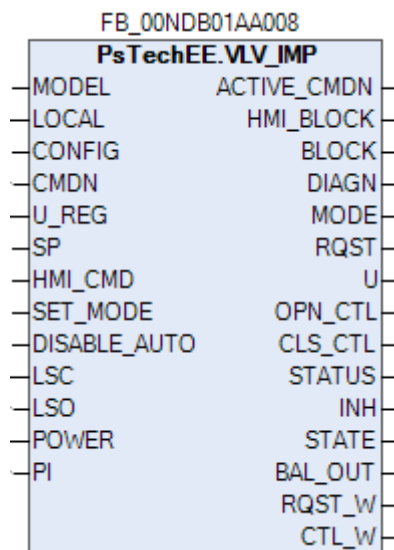 FB_00NDB01AA008
PsTechEE.VLV_IMP
MODEL ACTIVE_CMDN
LOCAL HMI_BLOCK
CONFIG BLOCK
CMDN DIAGN
U_REG MODE
SP RQST
HMI_CMD U
SET_MODE OPN_CTL
DISABLE_AUTO CLS_CTL
LSC STATUS
LSO INH
POWER STATE
PI BAL_OUT
RQST_W
CTL_W